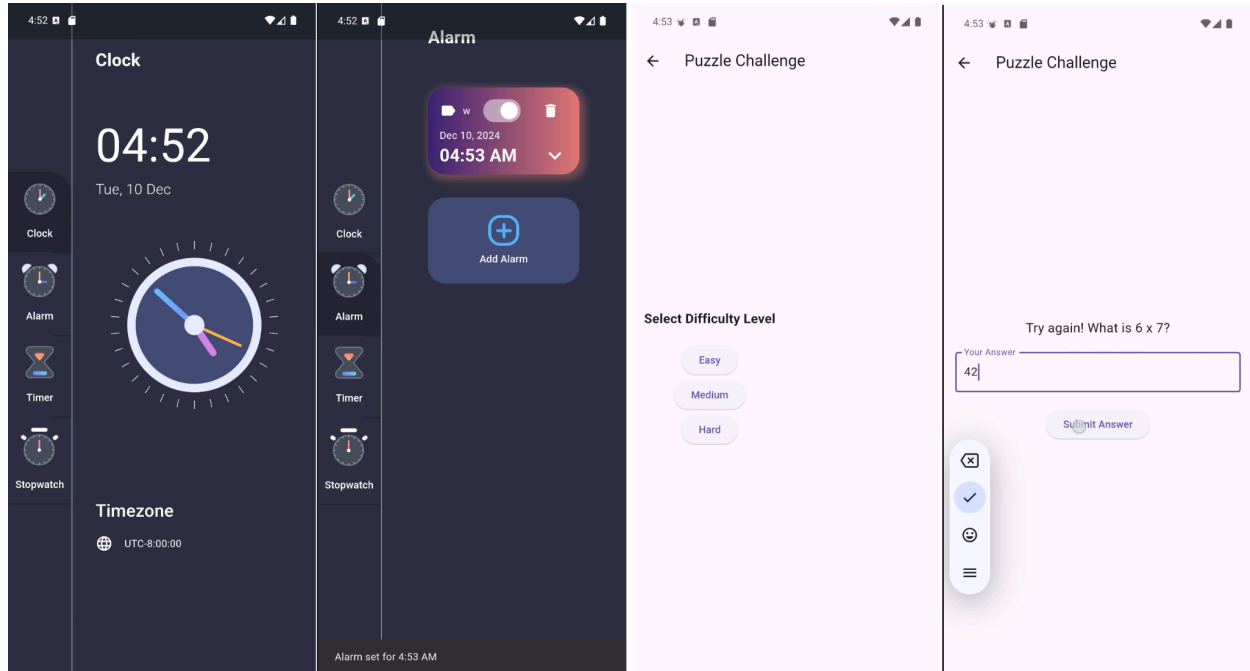 4:52
Clock
04:52
Tue, 10 Dec
Clock
Alarm
Timer
Stopwatch
Timezone
UTC-8:00:00
4:52
Alarm
w
Dec 10, 2024
04:53 AM
Add Alarm
Clock
Alarm
Timer
Stopwatch
Alarm set for 4:53 AM
4:53
Puzzle Challenge
Select Difficulty Level
Easy
Medium
Hard
4:53
Puzzle Challenge
Try again! What is 6 x 7?
Your Answer
42
Submit Answer